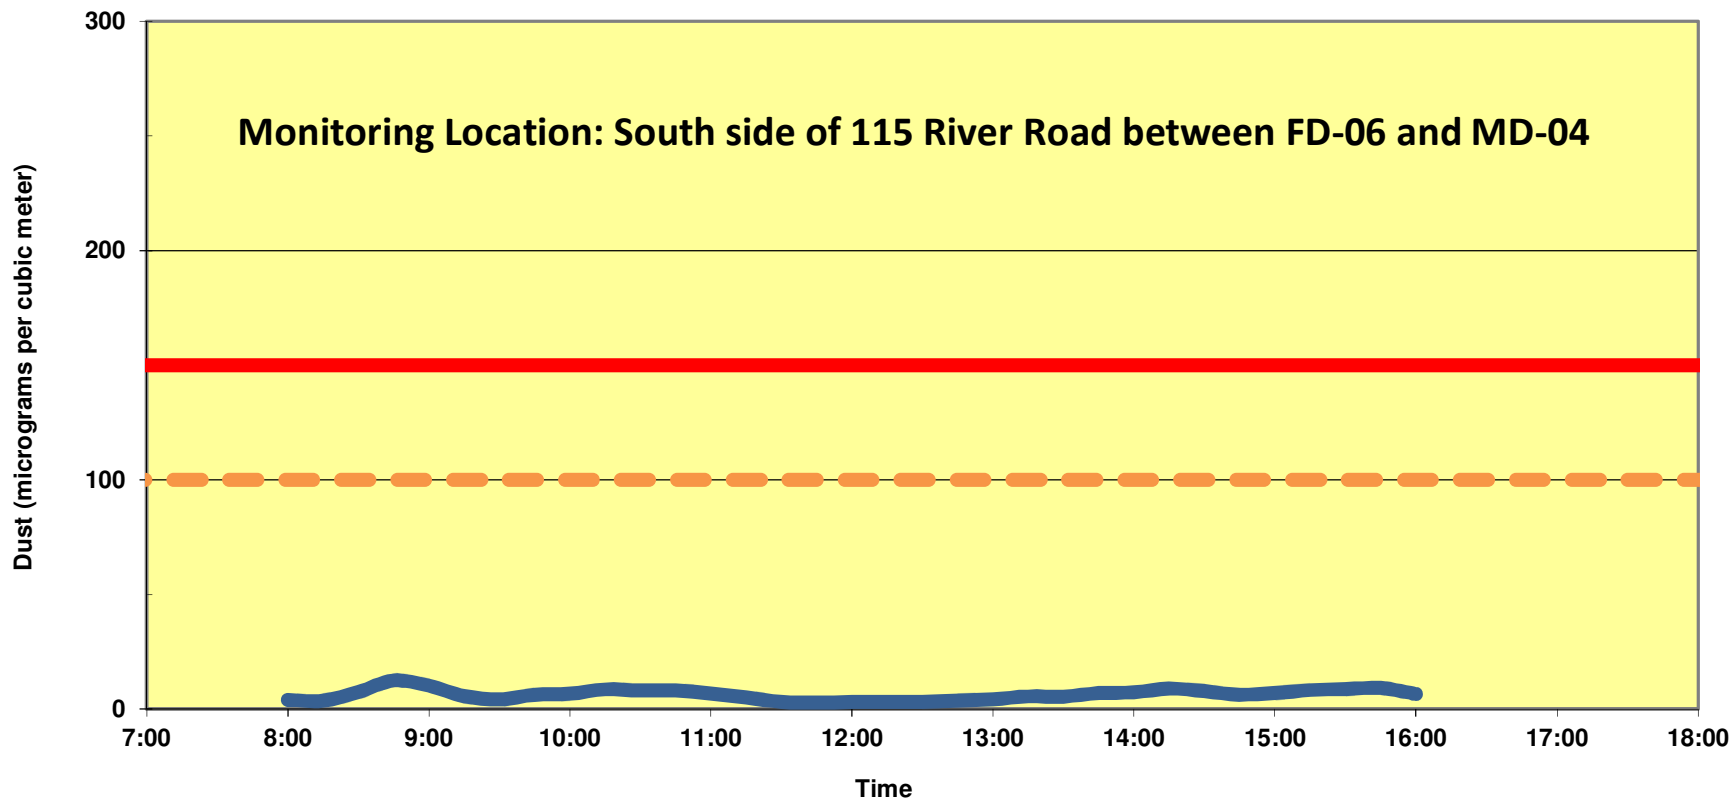 300
Monitoring Location: South side of 115 River Road between FD-06 and MD-04
200
100
0
Dust (micrograms per cubic meter)
7:00 8:00 9:00 10:00 11:00 12:00 13:00 14:00 15:00 16:00 17:00 18:00
Time